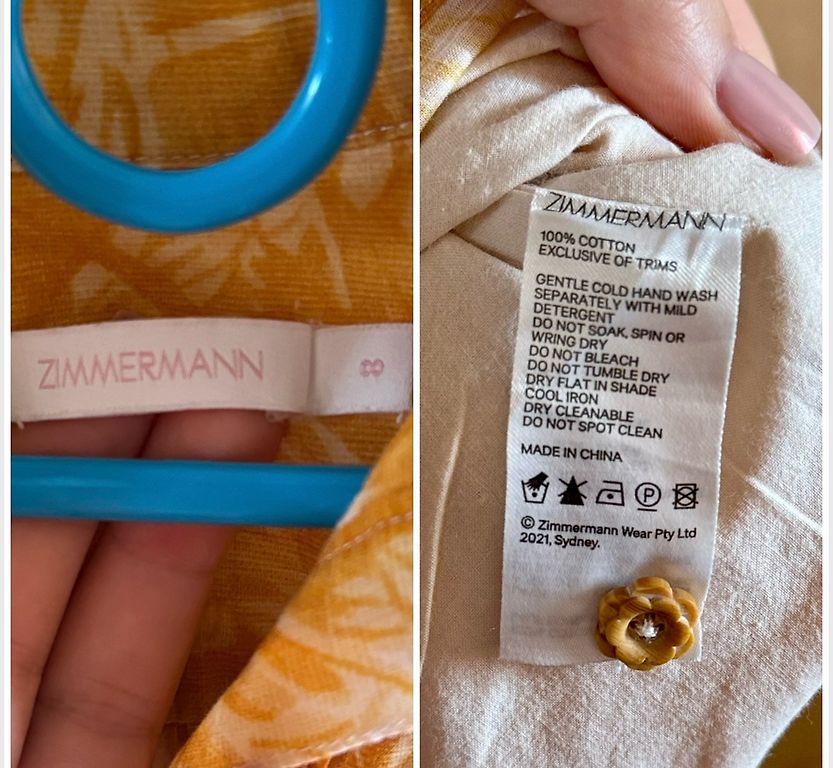 ZIMMERMANN
8
ZIMMERMANN
100% COTTON
EXCLUSIVE OF TRIMS
GENTLE COLD HAND WASH
SEPARATELY WITH MILD
DETERGENT
DO NOT SOAK, SPIN OR
WRING DRY
DO NOT BLEACH
DO NOT TUMBLE DRY
DRY FLAT IN SHADE
COOL IRON
DRY CLEANABLE
DO NOT SPOT CLEAN
MADE IN CHINA
P
© Zimmermann Wear Pty Ltd
2021, Sydney.